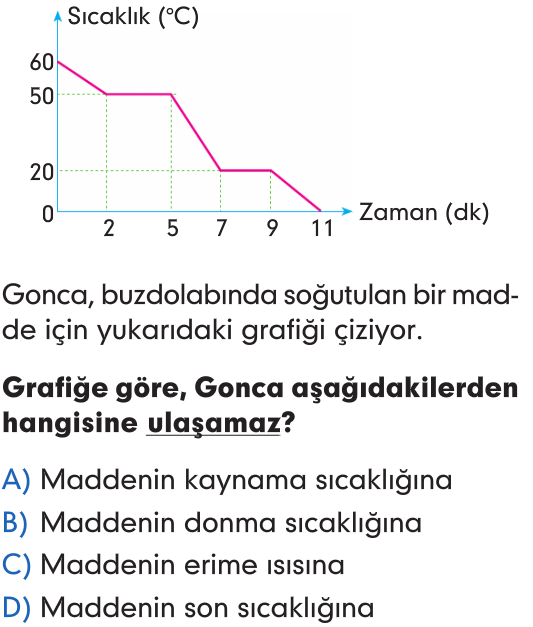 Sıcaklık (°C)
60
50
20
0
2 5 7 9 11
Zaman (dk)
Gonca, buzdolabında soğutulan bir mad-
de için yukarıdaki grafiği çiziyor.
Grafiğe göre, Gonca aşağıdakilerden
hangisine ulaşamaz?
A) Maddenin kaynama sıcaklığına
B) Maddenin donma sıcaklığına
C) Maddenin erime ısısına
D) Maddenin son sıcaklığına